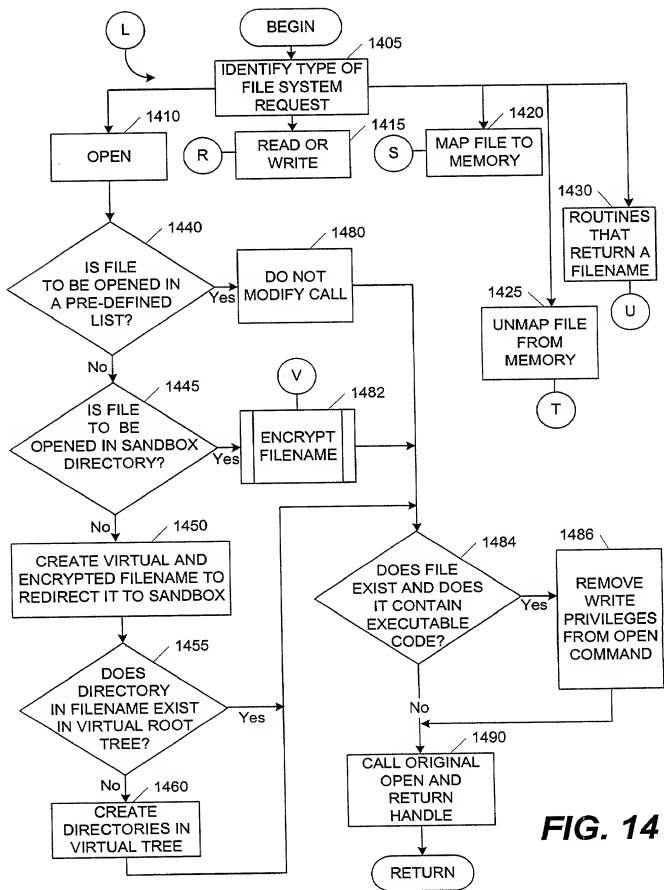 L
BEGIN
1405
IDENTIFY TYPE OF
FILE SYSTEM
REQUEST
1410
OPEN
R
1415
READ OR
WRITE
S
1420
MAP FILE TO
MEMORY
1430
ROUTINES
THAT
RETURN A
FILENAME
U
1425
UNMAP FILE
FROM
MEMORY
T
1440
IS FILE
TO BE OPENED IN
A PRE-DEFINED
LIST?
Yes
1480
DO NOT
MODIFY CALL
No
1445
IS FILE
TO BE
OPENED IN SANDBOX
DIRECTORY?
Yes
V
1482
ENCRYPT
FILENAME
No
1450
CREATE VIRTUAL AND
ENCRYPTED FILENAME TO
REDIRECT IT TO SANDBOX
1455
DOES
DIRECTORY
IN FILENAME EXIST
IN VIRTUAL ROOT
TREE?
Yes
No
1460
CREATE
DIRECTORIES IN
VIRTUAL TREE
1484
DOES FILE
EXIST AND DOES
IT CONTAIN
EXECUTABLE
CODE?
Yes
1486
REMOVE
WRITE
PRIVILEGES
FROM OPEN
COMMAND
No
1490
CALL ORIGINAL
OPEN AND
RETURN
HANDLE
RETURN
FIG. 14